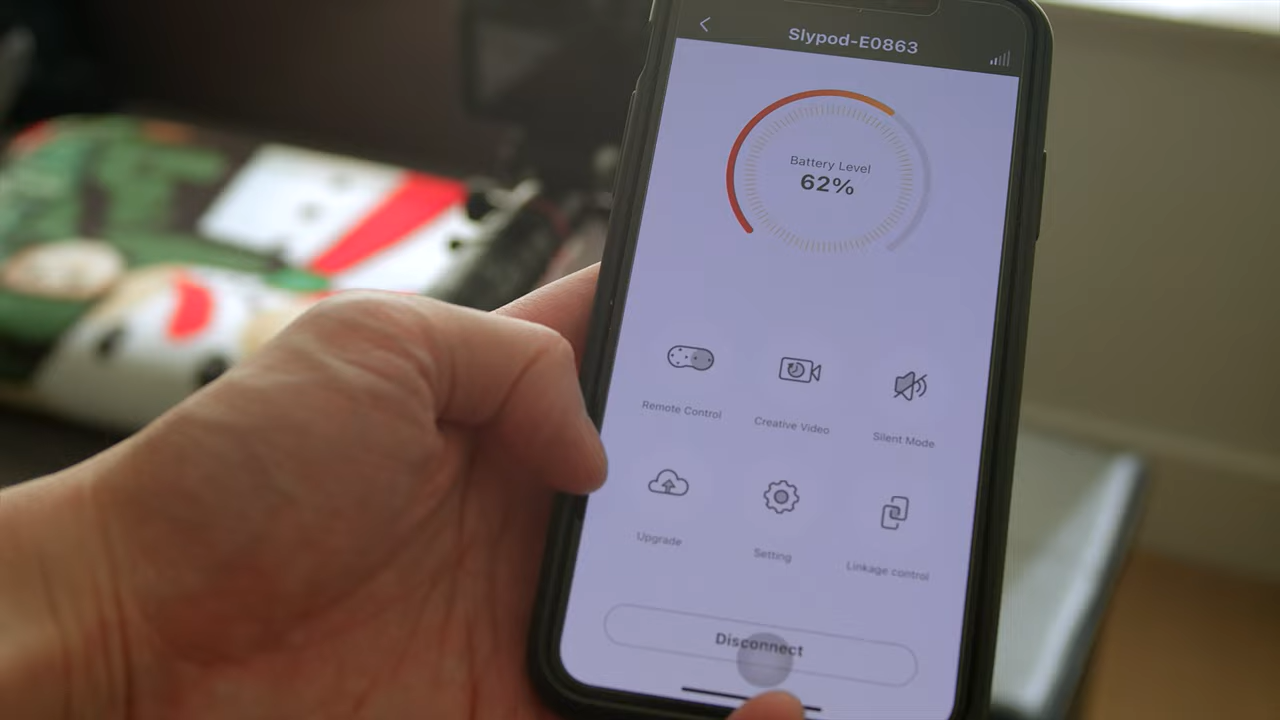 Slypod-E0863
Battery Level
62%
Remote Control
Creative Video
Silent Mode
Upgrade
Setting
Linkage control
Disconnect